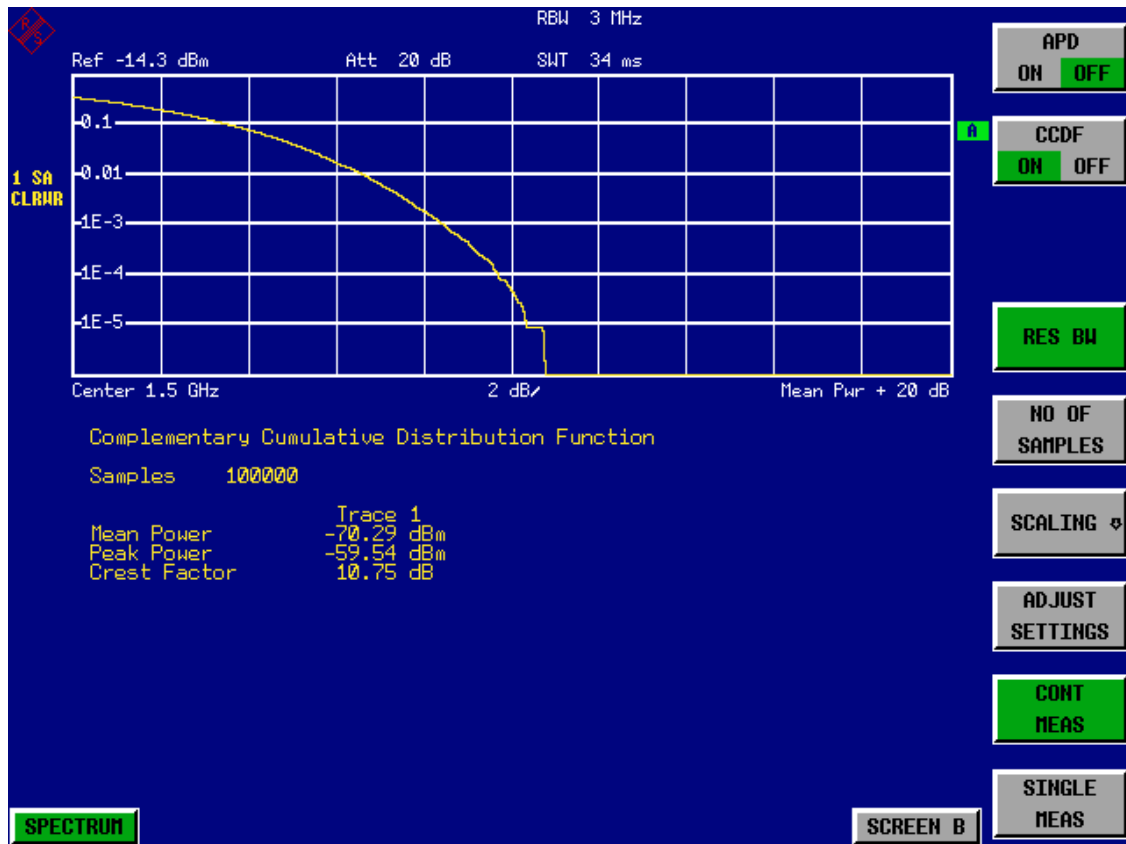 R S
RBW 3 MHz
Ref -14.3 dBm Att 20 dB SWT 34 ms
0.1
0.01
1E-3
1E-4
1E-5
1 SA
CLRWR
A
Center 1.5 GHz 2 dB/ Mean Pwr + 20 dB
Complementary Cumulative Distribution Function
Samples 100000
Trace 1
Mean Power -70.29 dBm
Peak Power -59.54 dBm
Crest Factor 10.75 dB
SPECTRUM
SCREEN B
APD
ON OFF
CCDF
ON OFF
RES BW
NO OF
SAMPLES
SCALING
ADJUST
SETTINGS
CONT
MEAS
SINGLE
MEAS